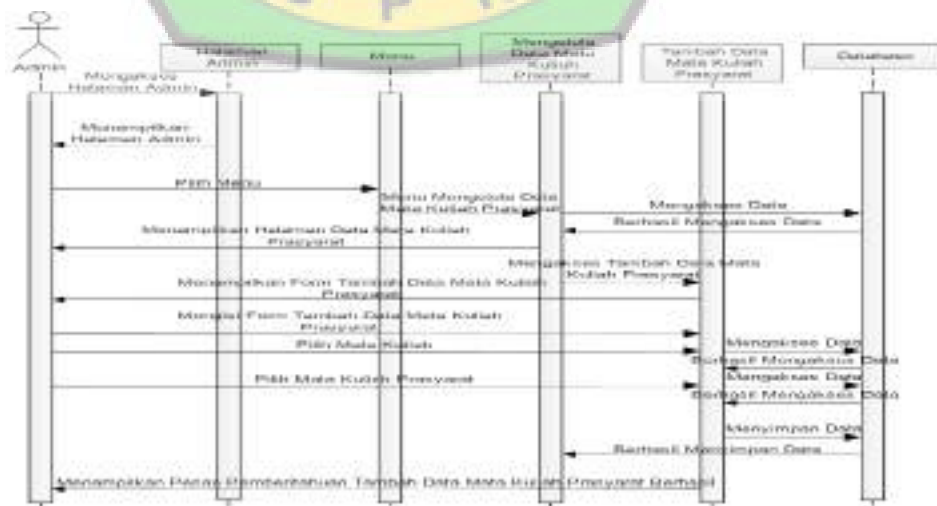 Admin
Halaman
Admin
Menu
Mengelola
Data Mata
Kuliah
Prasyarat
Tambah Data
Mata Kuliah
Prasyarat
Database
Mengakses
Halaman Admin
Menampilkan
Halaman Admin
Pilih Menu
Menu Mengelola Data
Mata Kuliah Prasyarat
Mengakses Data
Berhasil Mengakses Data
Menampilkan Halaman Data Mata Kuliah
Prasyarat
Mengakses Tambah Data Mata
Kuliah Prasyarat
Menampilkan Form Tambah Data Mata Kuliah
Prasyarat
Mengisi Form Tambah Data Mata Kuliah
Prasyarat
Pilih Mata Kuliah
Mengakses Data
Berhasil Mengakses Data
Pilih Mata Kuliah Prasyarat
Mengakses Data
Berhasil Mengakses Data
Menyimpan Data
Berhasil Menyimpan Data
Menampilkan Pesan Pemberitahuan Tambah Data Mata Kuliah Prasyarat Berhasil